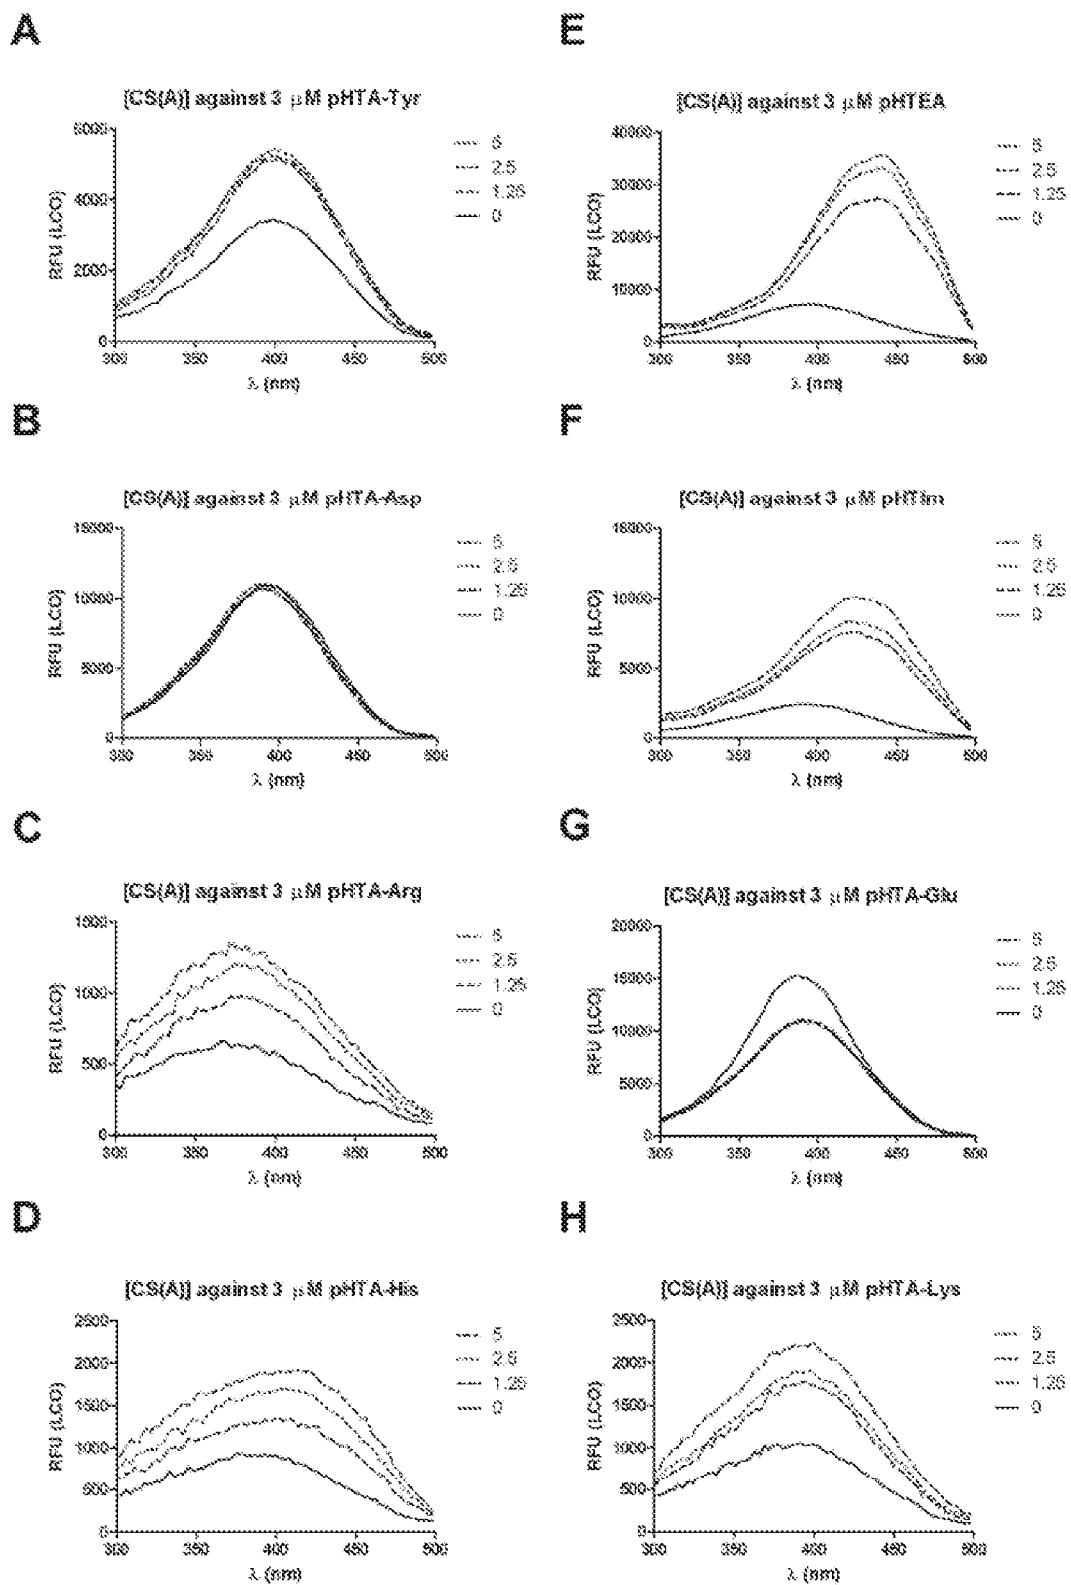 A
[CS(A)] against 3 μM pHTA-Tyr
RFU (LCO)
6000
4000
2000
0
300 350 400 450 500
λ (nm)
5
2.5
1.25
0
B
[CS(A)] against 3 μM pHTA-Asp
RFU (LCO)
15000
10000
5000
0
300 350 400 450 500
λ (nm)
5
2.5
1.25
0
C
[CS(A)] against 3 μM pHTA-Arg
RFU (LCO)
1500
1000
500
0
300 350 400 450 500
λ (nm)
5
2.5
1.25
0
D
[CS(A)] against 3 μM pHTA-His
RFU (LCO)
2500
2000
1500
1000
500
0
300 350 400 450 500
λ (nm)
5
2.5
1.25
0
E
[CS(A)] against 3 μM pHTEA
RFU (LCO)
40000
30000
20000
10000
0
300 350 400 450 500
λ (nm)
5
2.5
1.25
0
F
[CS(A)] against 3 μM pHTIm
RFU (LCO)
15000
10000
5000
0
300 350 400 450 500
λ (nm)
5
2.5
1.25
0
G
[CS(A)] against 3 μM pHTA-Glu
RFU (LCO)
20000
15000
10000
5000
0
300 350 400 450 500
λ (nm)
5
2.5
1.25
0
H
[CS(A)] against 3 μM pHTA-Lys
RFU (LCO)
2500
2000
1500
1000
500
0
300 350 400 450 500
λ (nm)
5
2.5
1.25
0